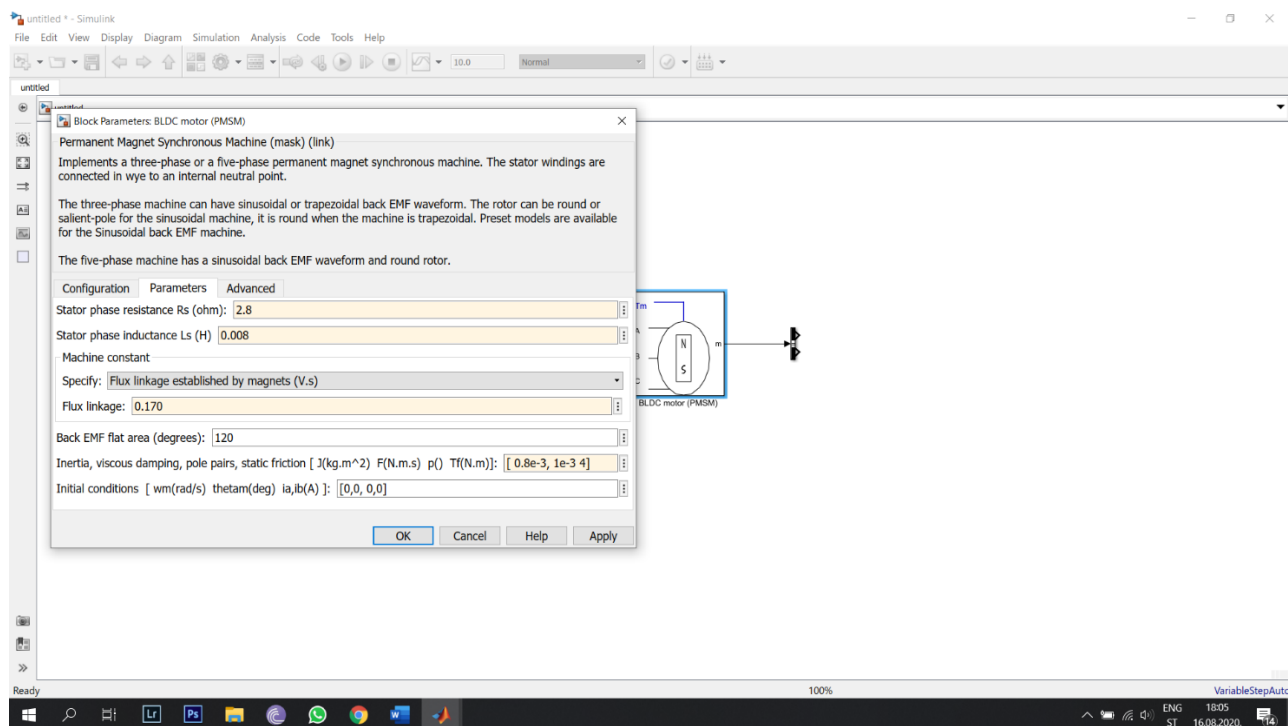 untitled * - Simulink
File Edit View Display Diagram Simulation Analysis Code Tools Help
10.0 Normal
untitled
untitled
Block Parameters: BLDC motor (PMSM)
Permanent Magnet Synchronous Machine (mask) (link)
Implements a three-phase or a five-phase permanent magnet synchronous machine. The stator windings are
connected in wye to an internal neutral point.
The three-phase machine can have sinusoidal or trapezoidal back EMF waveform. The rotor can be round or
salient-pole for the sinusoidal machine, it is round when the machine is trapezoidal. Preset models are available
for the Sinusoidal back EMF machine.
The five-phase machine has a sinusoidal back EMF waveform and round rotor.
Configuration Parameters Advanced
Stator phase resistance Rs (ohm): 2.8
Stator phase inductance Ls (H) 0.008
Machine constant
Specify: Flux linkage established by magnets (V.s)
Flux linkage: 0.170
Back EMF flat area (degrees): 120
Inertia, viscous damping, pole pairs, static friction [ J(kg.m^2) F(N.m.s) p() Tf(N.m)]: [ 0.8e-3, 1e-3 4]
Initial conditions [ wm(rad/s) thetam(deg) ia,ib(A) ]: [0,0, 0,0]
OK Cancel Help Apply
Tm
N
S
m
BLDC motor (PMSM)
Ready 100% VariableStepAuto
Lr Ps ENG 18:05
ST 16.08.2020.